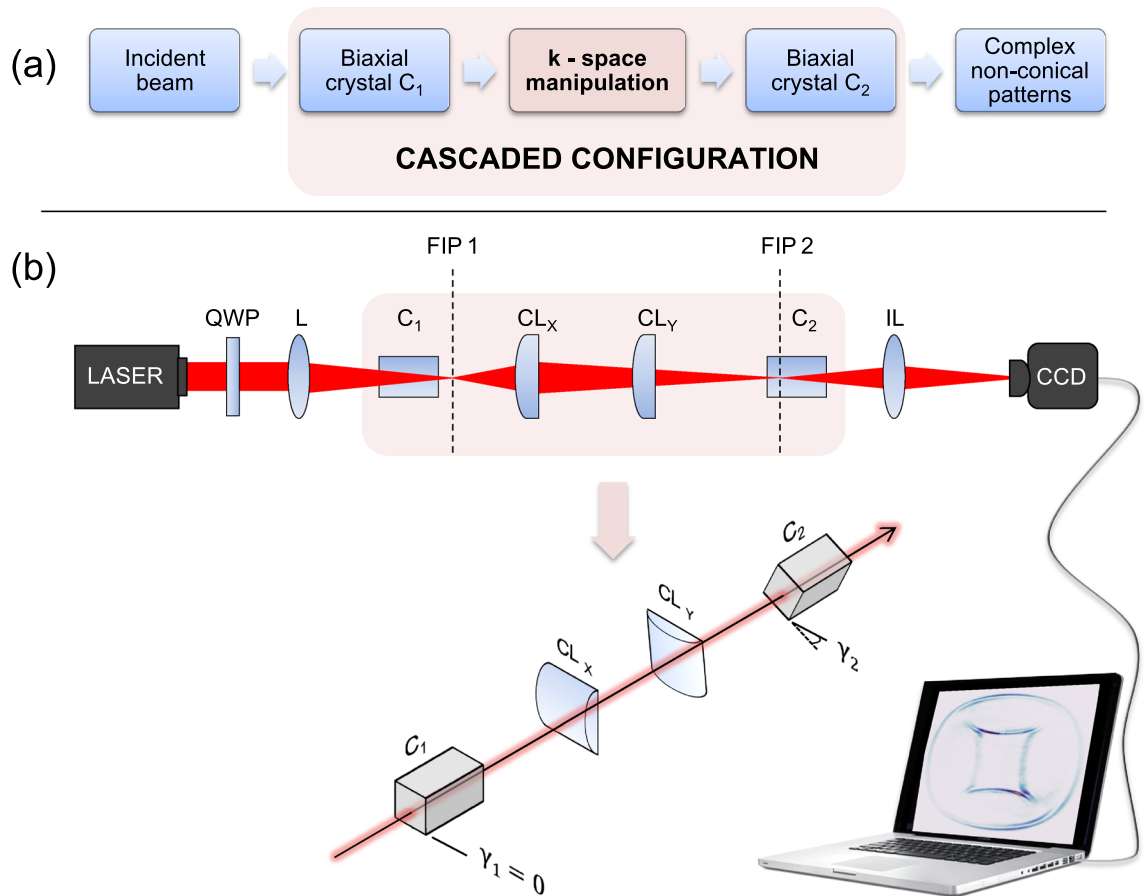 (a)
Incident
beam
Biaxial
crystal C₁
k - space
manipulation
Biaxial
crystal C₂
Complex
non-conical
patterns
CASCADED CONFIGURATION
(b)
FIP 1
FIP 2
QWP
L
C₁
CLX
CLY
C₂
IL
LASER
CCD
C₂
CL Y
γ₂
CL X
C₁
γ₁ = 0